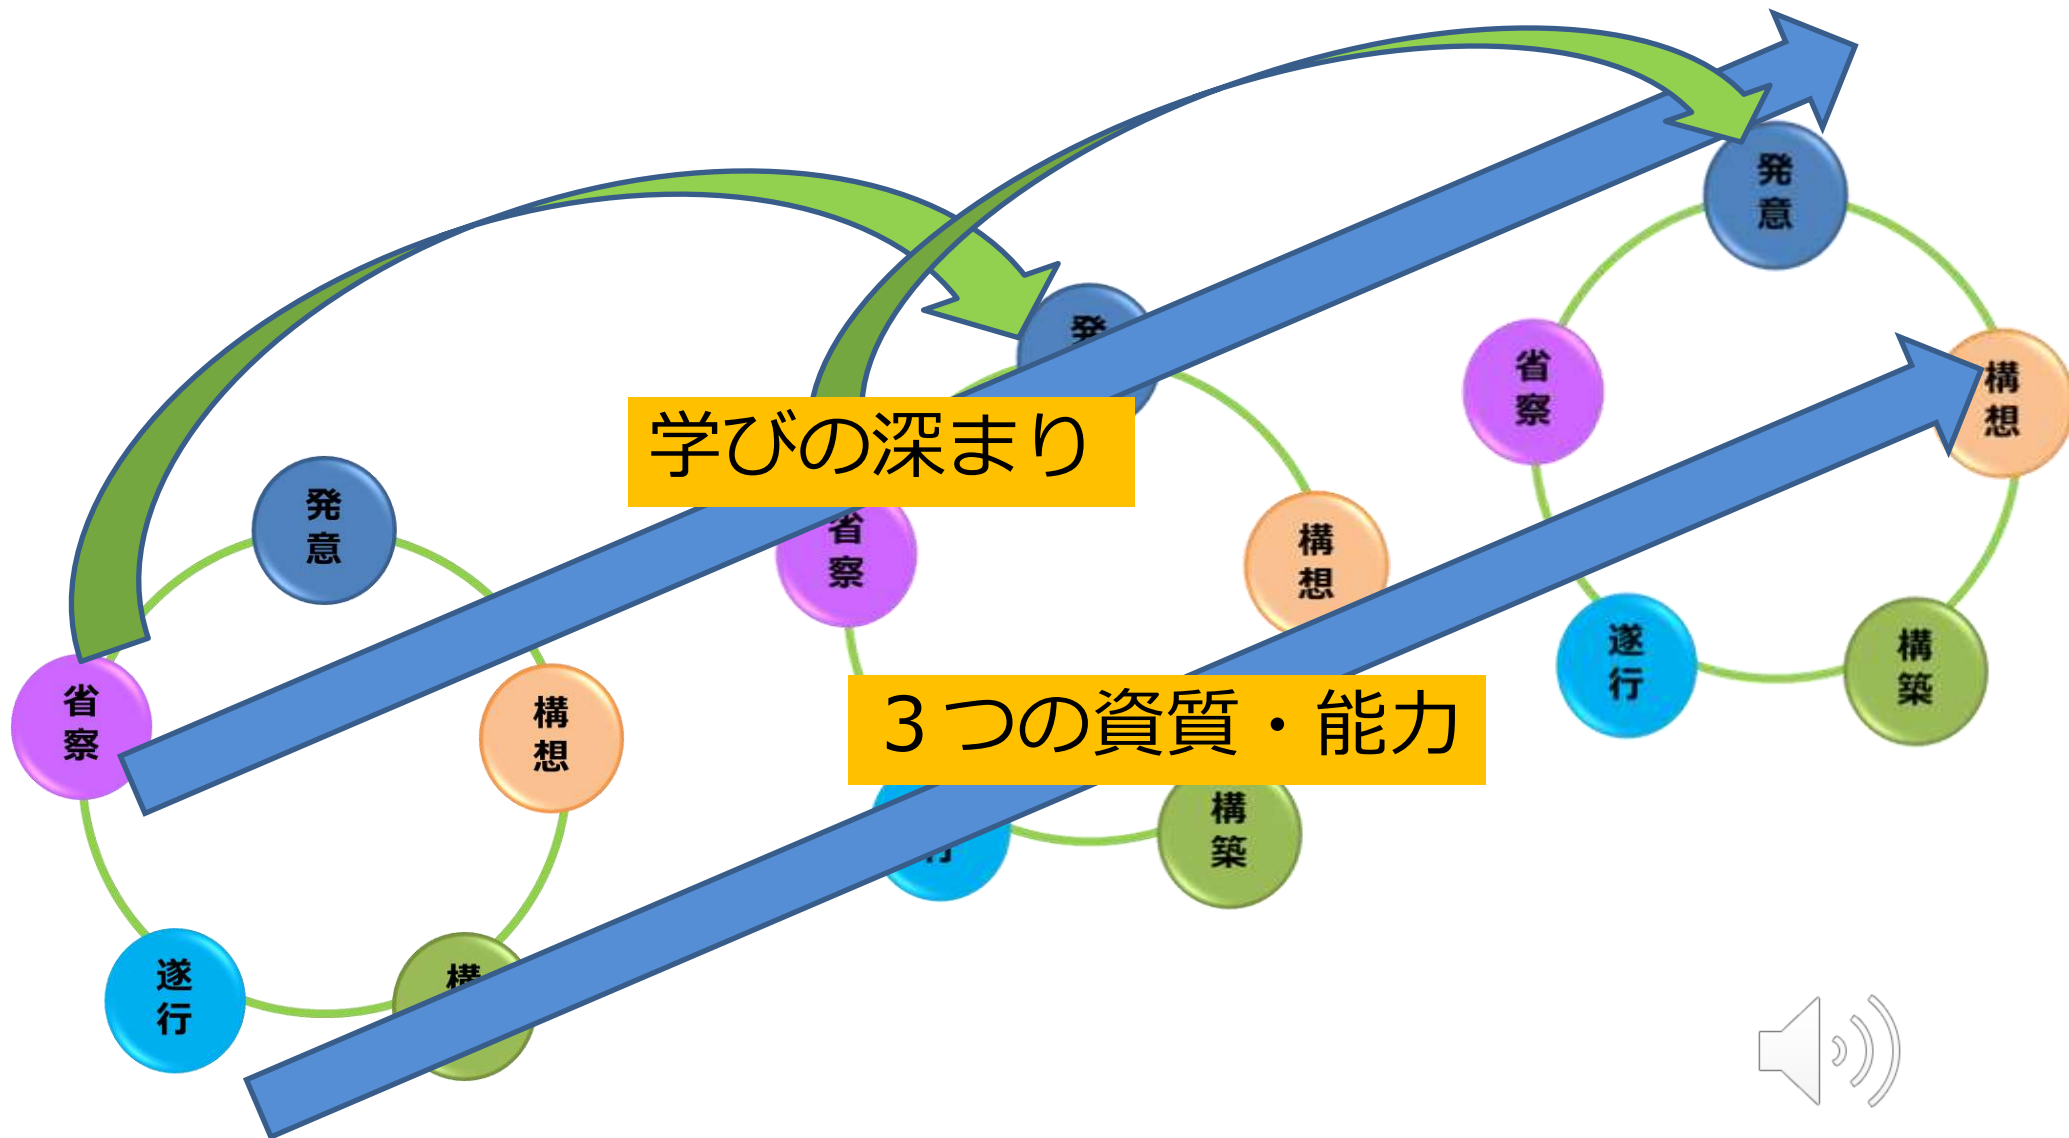 発
意
省
察
発
学びの深まり
発
意
構
想
省
察
構
想
遂
行
構
築
省
察
構
想
3つの資質・能力
構
築
遂
行
構